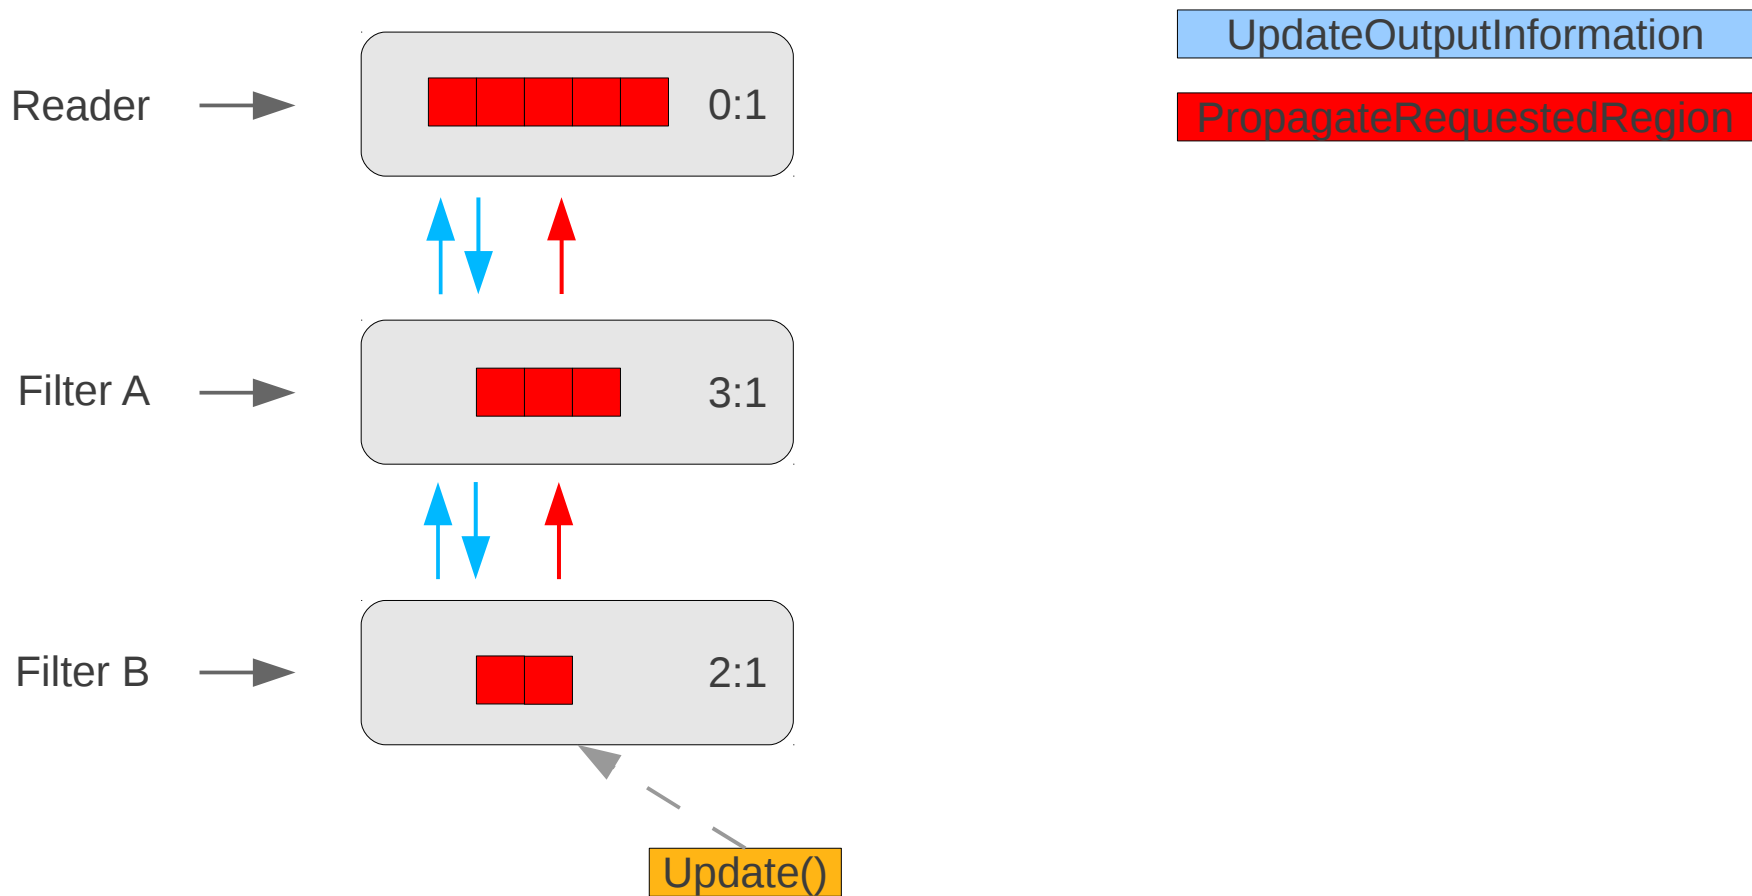 UpdateOutputInformation
Reader
0:1
PropagateRequestedRegion
Filter A
3:1
Filter B
2:1
Update()